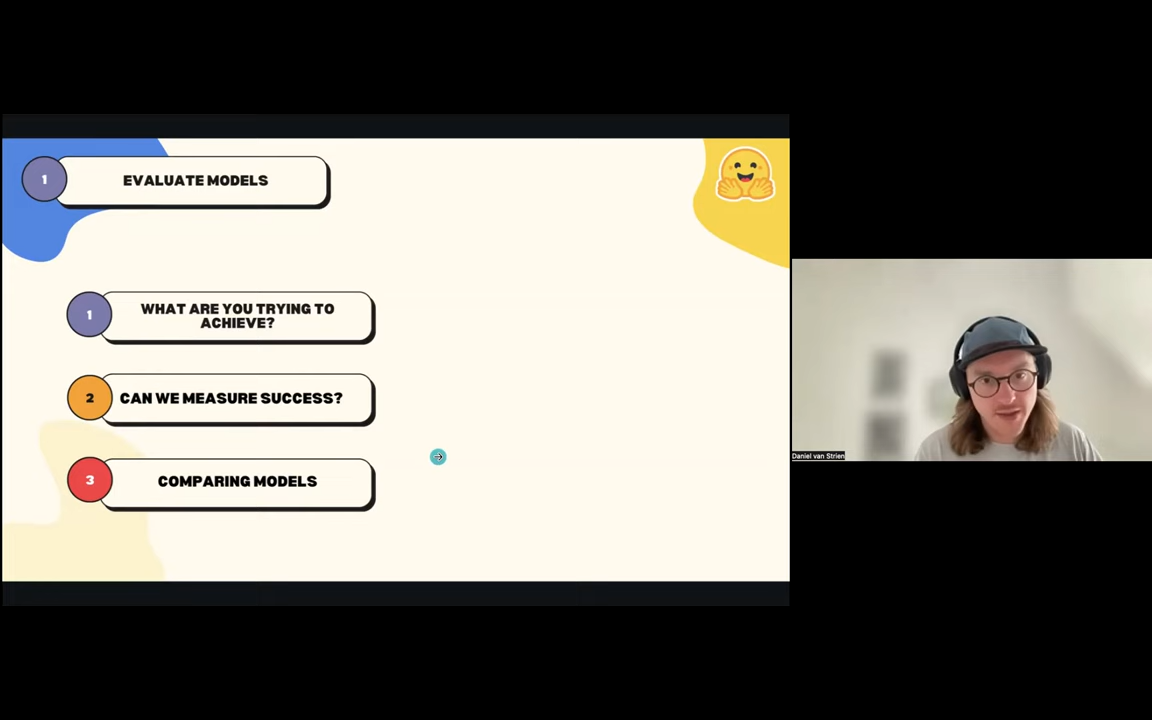 1
EVALUATE MODELS
1
WHAT ARE YOU TRYING TO
ACHIEVE?
2
CAN WE MEASURE SUCCESS?
3
COMPARING MODELS
Daniel van Strien